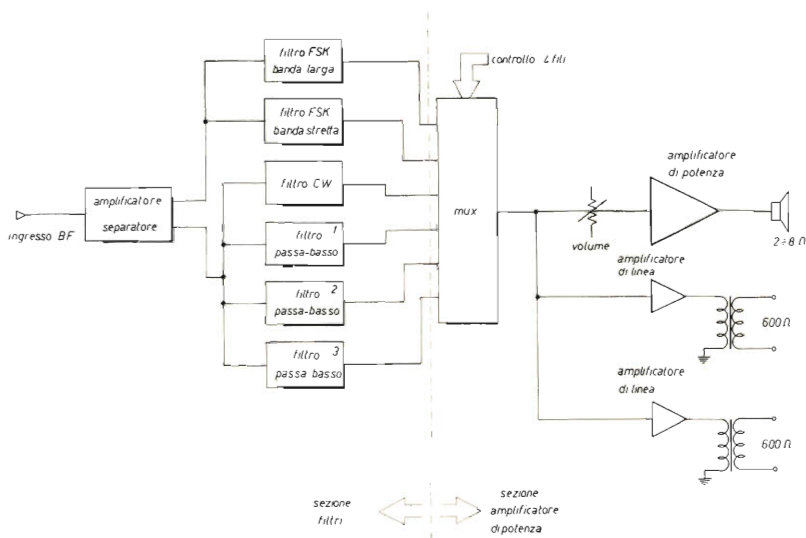 filtro FSK
banda larga
controllo 4 fili
filtro FSK
banda stretta
amplificatore
di potenza
filtro CW
mux
amplificatore
separatore
ingresso BF
filtro 1
passa-basso
volume
2÷8 Ω
amplificatore
di linea
filtro 2
passa-basso
600 Ω
filtro 3
passa basso
amplificatore
di linea
600 Ω
sezione
filtri
sezione
amplificatore
di potenza